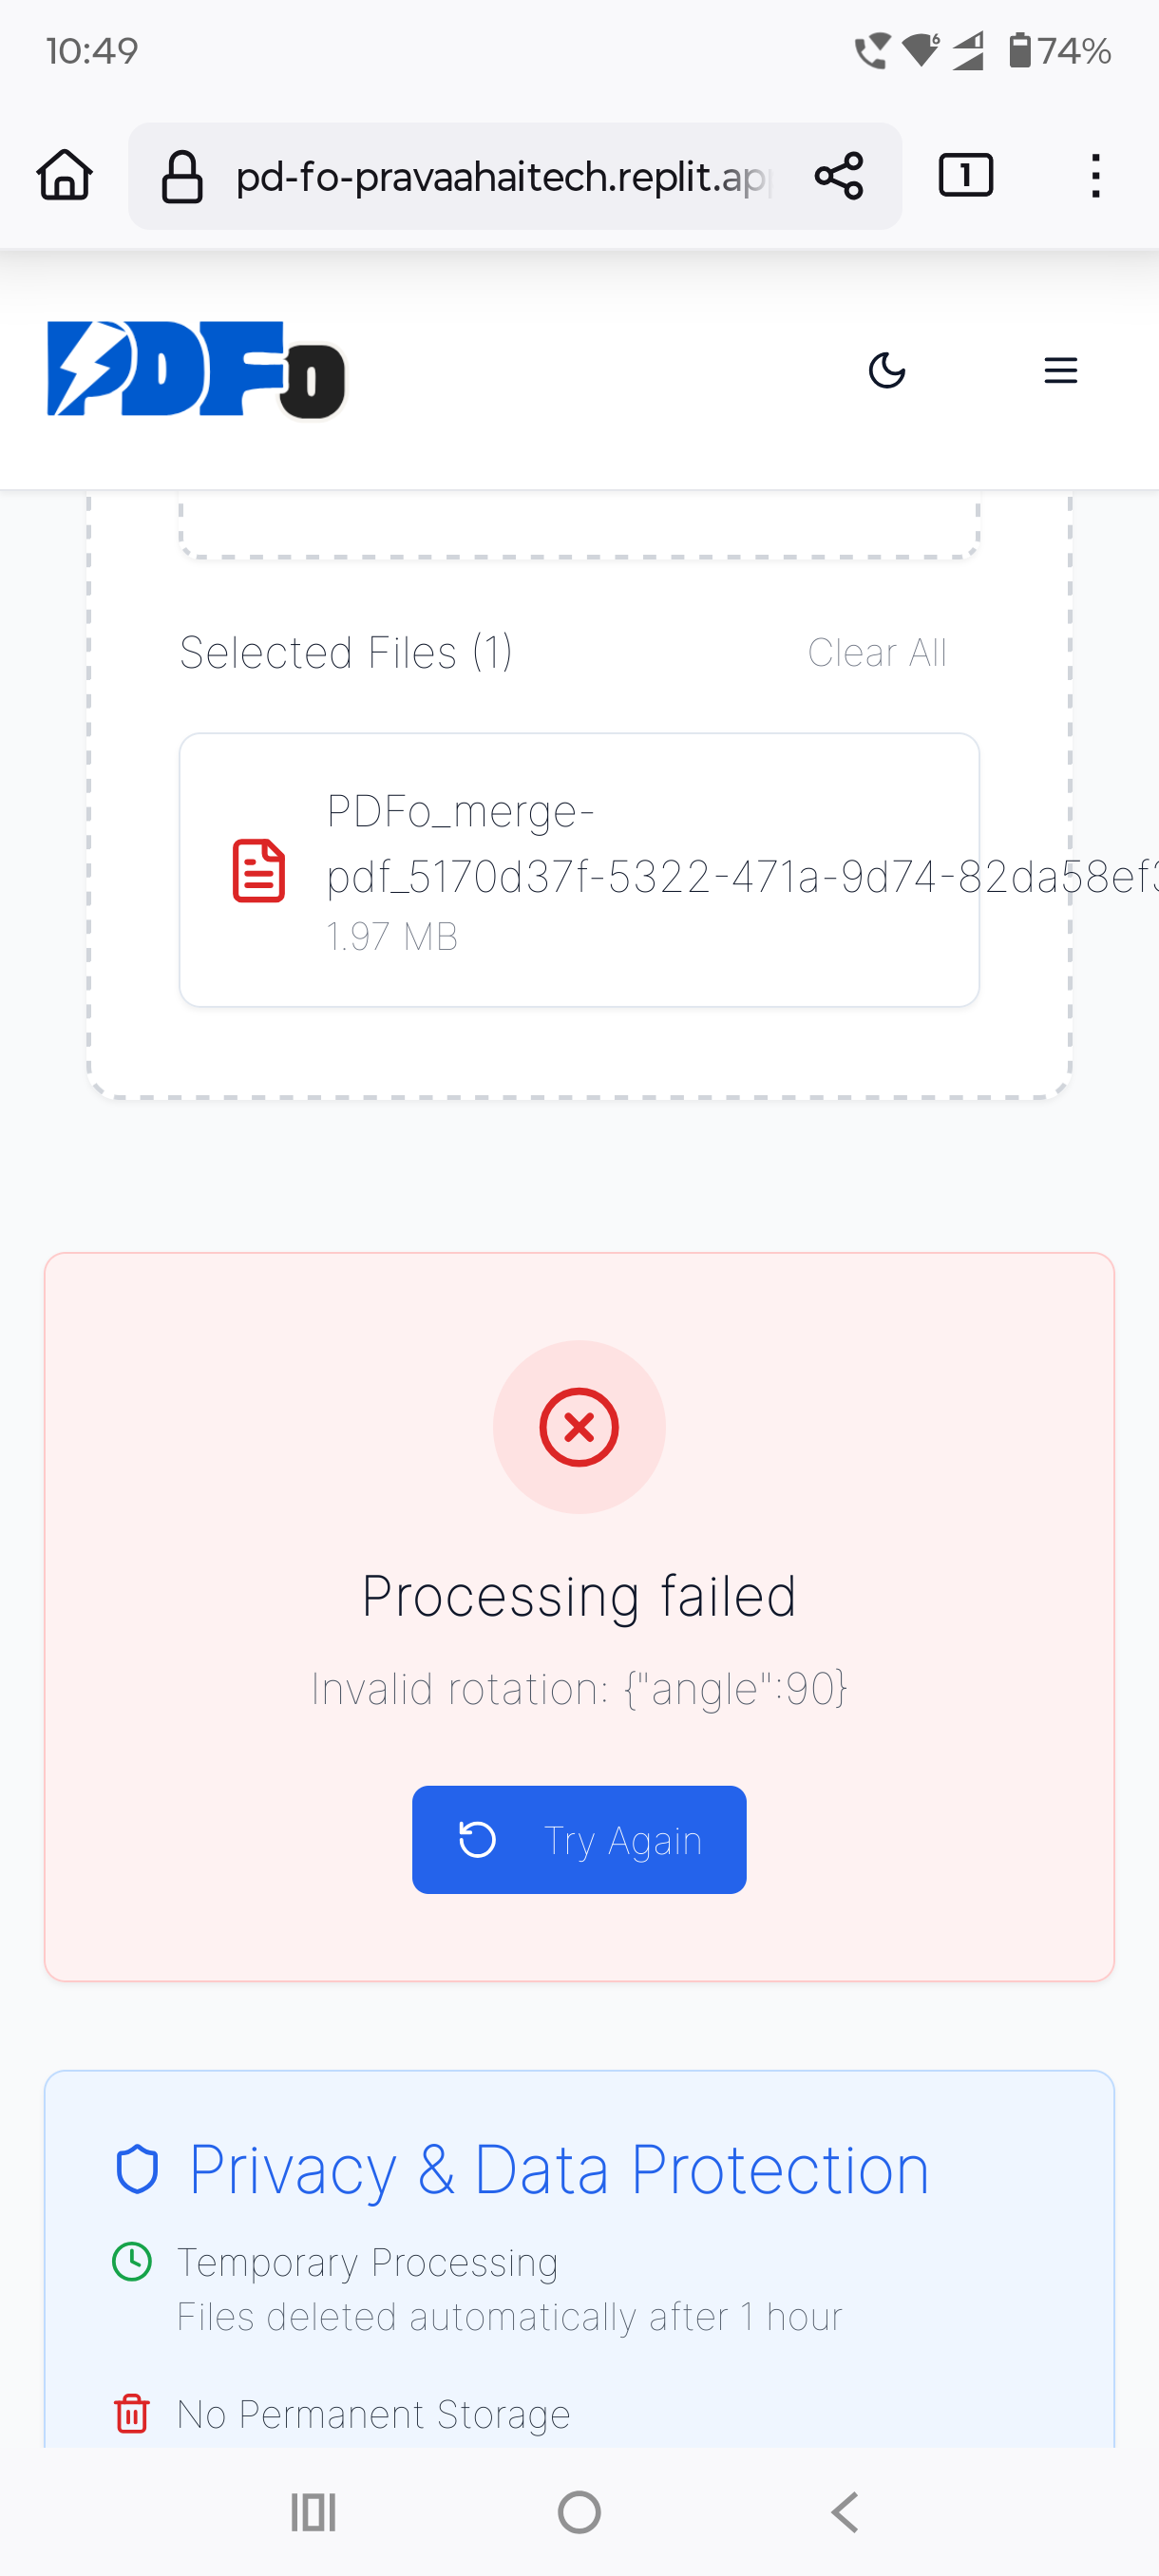 10:49
6
74%
pd-fo-pravaahaitech.replit.ap
1
PDFo
Selected Files (1)
Clear All
PDFo_merge-
pdf_5170d37f-5322-471a-9d74-82da58ef
1.97 MB
Processing failed
Invalid rotation: {"angle":90}
Try Again
Privacy & Data Protection
Temporary Processing
Files deleted automatically after 1 hour
No Permanent Storage